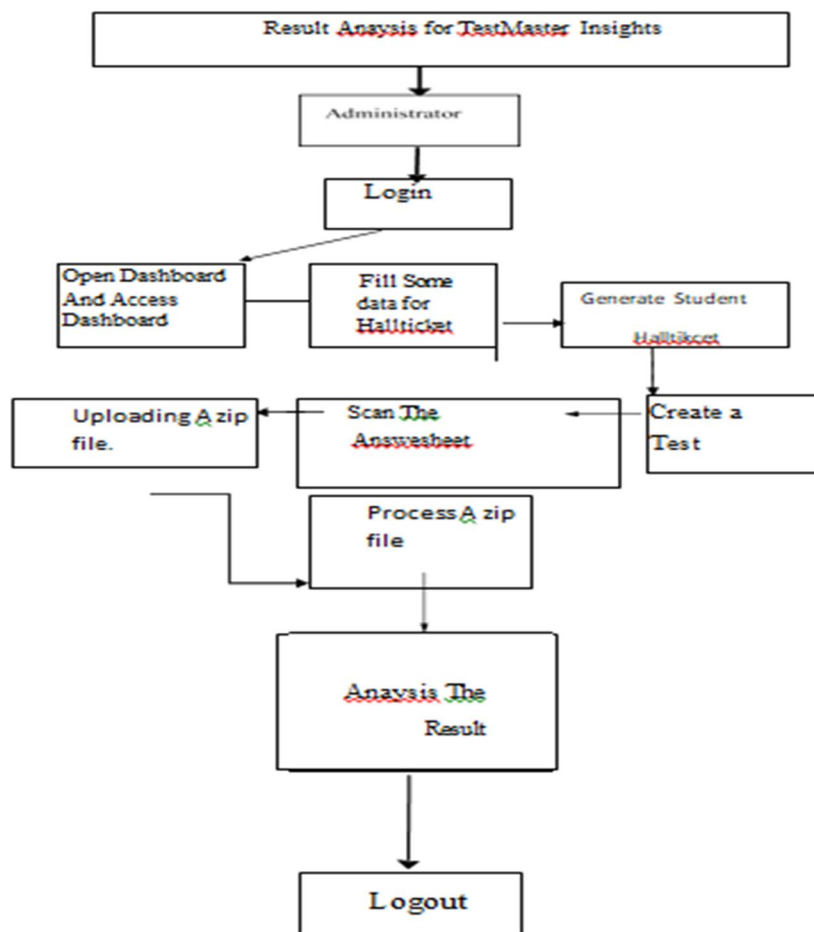 Result Anaysis for TestMaster Insights
Administrator
Login
Open Dashboard
And Access
Dashboard
Fill Some
data for
Hallticket
Generate Student
Halltikcet
Create a
Test
Scan The
Answesheet
Uploading A zip
file.
Process A zip
file
Anaysis The
Result
Logout